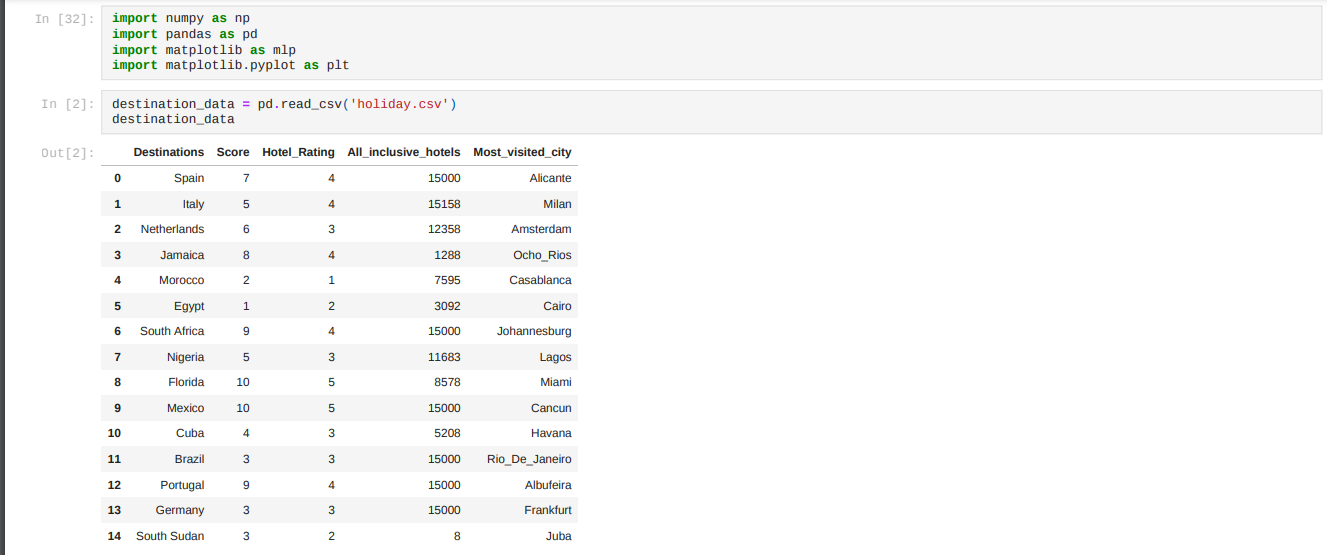 In [32]: import numpy as np
import pandas as pd
import matplotlib as mlp
import matplotlib.pyplot as plt
In [2]: destination_data = pd.read_csv('holiday.csv')
destination_data
Out[2]: Destinations Score Hotel_Rating All_inclusive_hotels Most_visited_city
0 Spain 7 4 15000 Alicante
1 Italy 5 4 15158 Milan
2 Netherlands 6 3 12358 Amsterdam
3 Jamaica 8 4 1288 Ocho_Rios
4 Morocco 2 1 7595 Casablanca
5 Egypt 1 2 3092 Cairo
6 South Africa 9 4 15000 Johannesburg
7 Nigeria 5 3 11683 Lagos
8 Florida 10 5 8578 Miami
9 Mexico 10 5 15000 Cancun
10 Cuba 4 3 5208 Havana
11 Brazil 3 3 15000 Rio_De_Janeiro
12 Portugal 9 4 15000 Albufeira
13 Germany 3 3 15000 Frankfurt
14 South Sudan 3 2 8 Juba